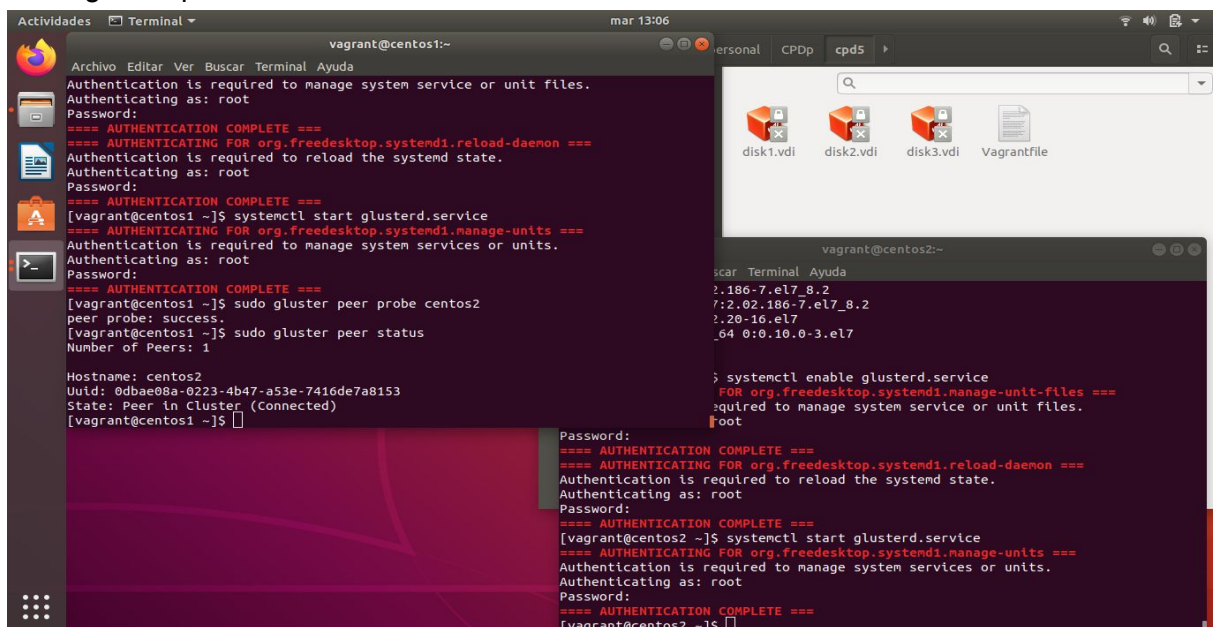 Actividades Terminal mar 13:06
vagrant@centos1:~
Archivo Editar Ver Buscar Terminal Ayuda
Authentication is required to manage system service or unit files.
Authenticating as: root
Password:
==== AUTHENTICATION COMPLETE ===
==== AUTHENTICATING FOR org.freedesktop.systemd1.reload-daemon ===
Authentication is required to reload the systemd state.
Authenticating as: root
Password:
==== AUTHENTICATION COMPLETE ===
[vagrant@centos1 ~]$ systemctl start glusterd.service
==== AUTHENTICATING FOR org.freedesktop.systemd1.manage-units ===
Authentication is required to manage system services or units.
Authenticating as: root
Password:
==== AUTHENTICATION COMPLETE ===
[vagrant@centos1 ~]$ sudo gluster peer probe centos2
peer probe: success.
[vagrant@centos1 ~]$ sudo gluster peer status
Number of Peers: 1
Hostname: centos2
Uuid: 0dbae08a-0223-4b47-a53e-7416de7a8153
State: Peer in Cluster (Connected)
[vagrant@centos1 ~]$
ersonal CPDp cpd5
disk1.vdi disk2.vdi disk3.vdi Vagrantfile
vagrant@centos2:~
scar Terminal Ayuda
2.186-7.el7_8.2
7:2.02.186-7.el7_8.2
2.20-16.el7
_64 0:0.10.0-3.el7
$ systemctl enable glusterd.service
FOR org.freedesktop.systemd1.manage-unit-files ===
equired to manage system service or unit files.
root
Password:
==== AUTHENTICATION COMPLETE ===
==== AUTHENTICATING FOR org.freedesktop.systemd1.reload-daemon ===
Authentication is required to reload the systemd state.
Authenticating as: root
Password:
==== AUTHENTICATION COMPLETE ===
[vagrant@centos2 ~]$ systemctl start glusterd.service
==== AUTHENTICATING FOR org.freedesktop.systemd1.manage-units ===
Authentication is required to manage system services or units.
Authenticating as: root
Password:
==== AUTHENTICATION COMPLETE ===
[vagrant@centos2 ~]$